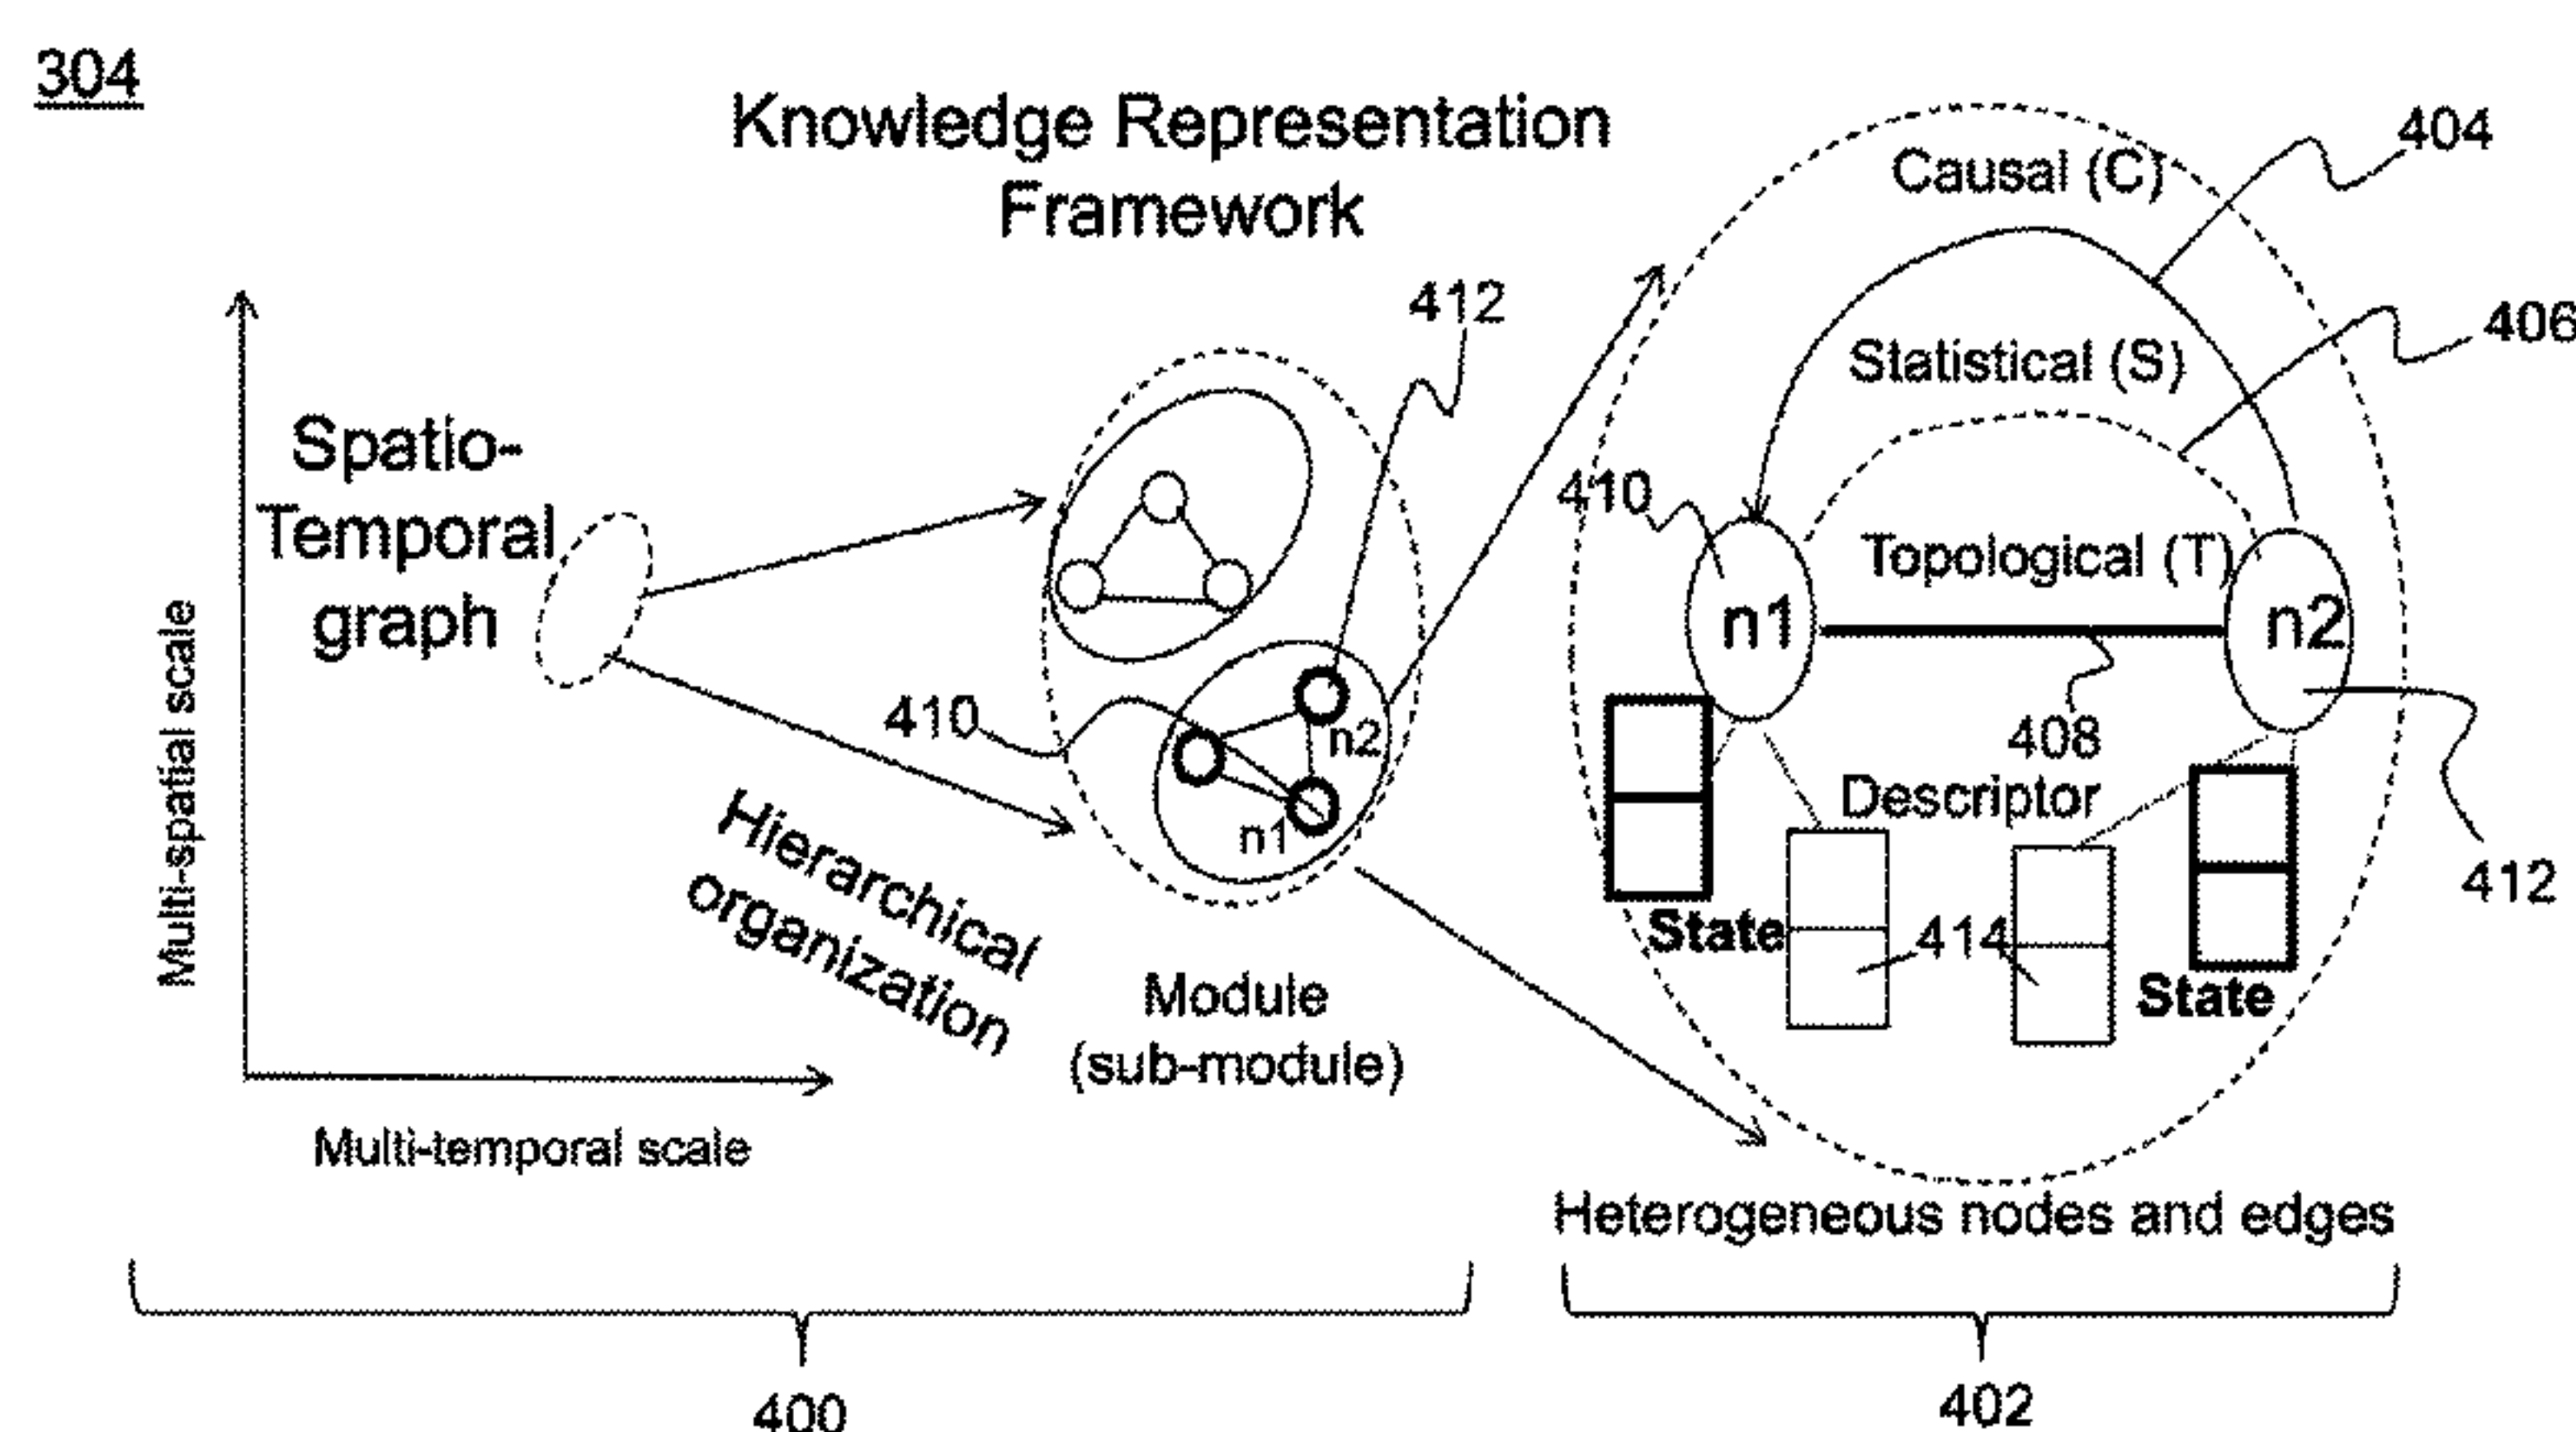 304
Knowledge Representation
Framework
Spatio-
Temporal
graph
Multi-spatial scale
Multi-temporal scale
Hierarchical
organization
412
410
n2
n1
Module
(sub-module)
Causal (C)
404
Statistical (S)
406
410
Topological (T)
n1
n2
408
Descriptor
412
State
414
State
Heterogeneous nodes and edges
400
402